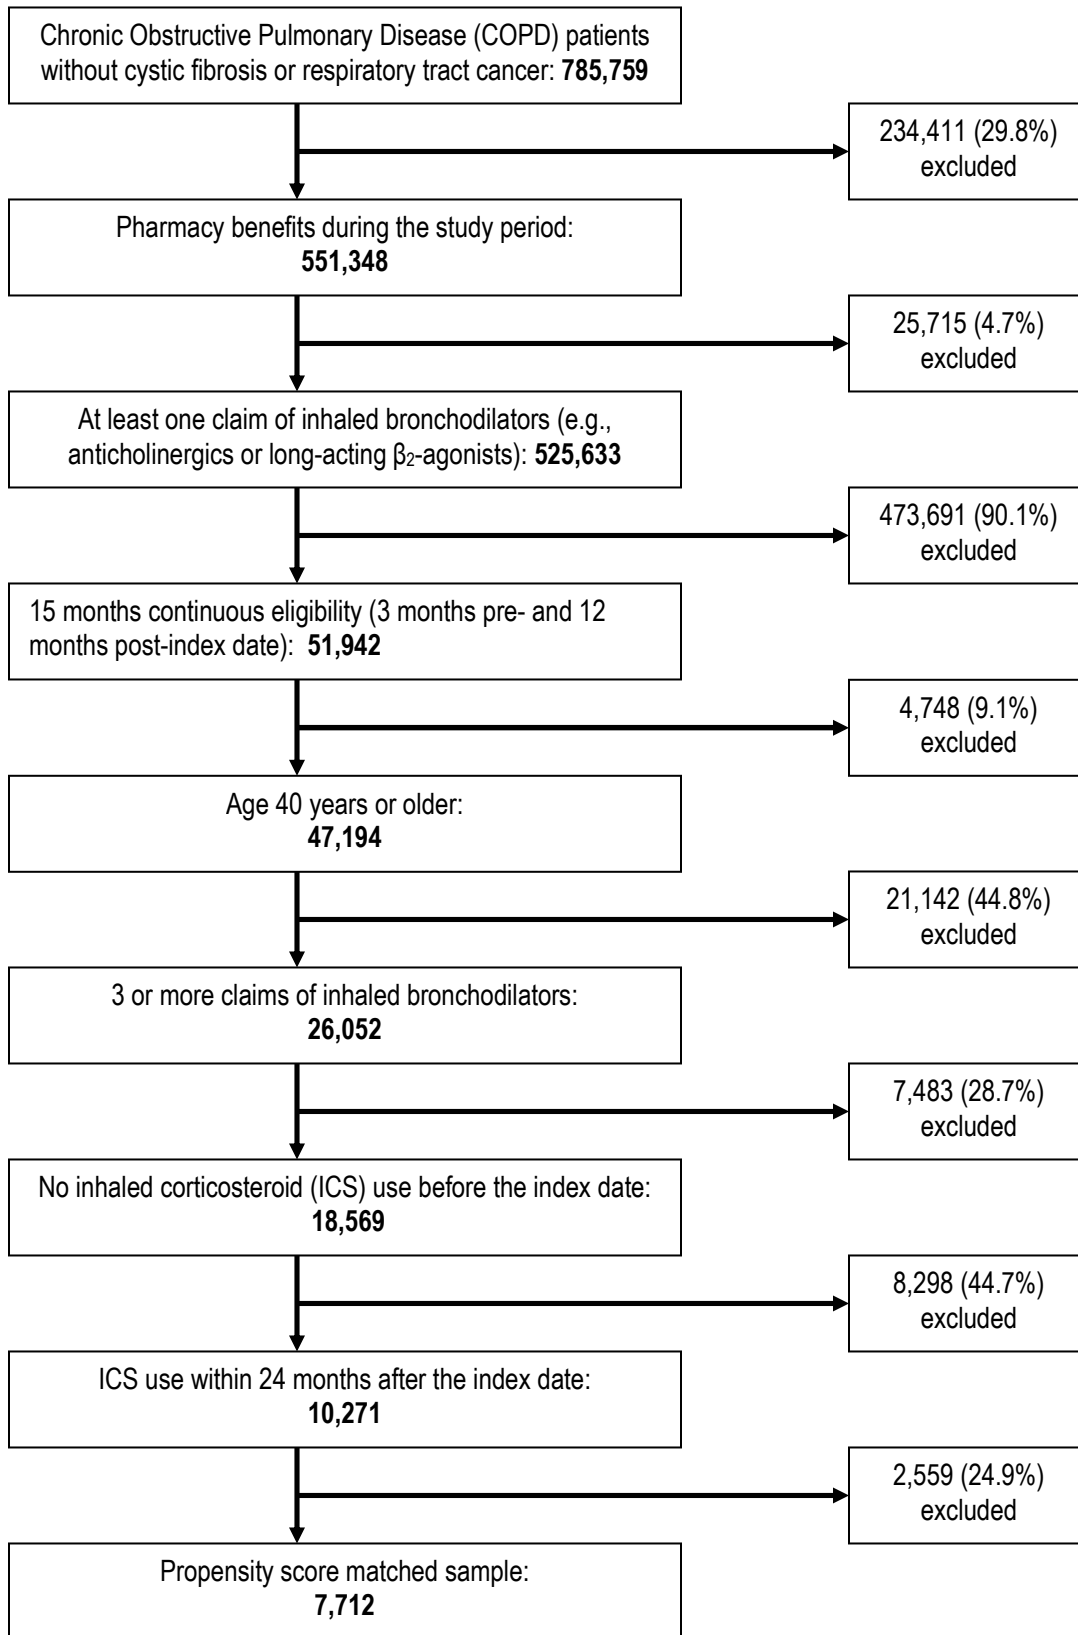 Chronic Obstructive Pulmonary Disease (COPD) patients
without cystic fibrosis or respiratory tract cancer: 785,759
234,411 (29.8%)
excluded
Pharmacy benefits during the study period:
551,348
25,715 (4.7%)
excluded
At least one claim of inhaled bronchodilators (e.g.,
anticholinergics or long-acting β₂-agonists): 525,633
473,691 (90.1%)
excluded
15 months continuous eligibility (3 months pre- and 12
months post-index date): 51,942
4,748 (9.1%)
excluded
Age 40 years or older:
47,194
21,142 (44.8%)
excluded
3 or more claims of inhaled bronchodilators:
26,052
7,483 (28.7%)
excluded
No inhaled corticosteroid (ICS) use before the index date:
18,569
8,298 (44.7%)
excluded
ICS use within 24 months after the index date:
10,271
2,559 (24.9%)
excluded
Propensity score matched sample:
7,712